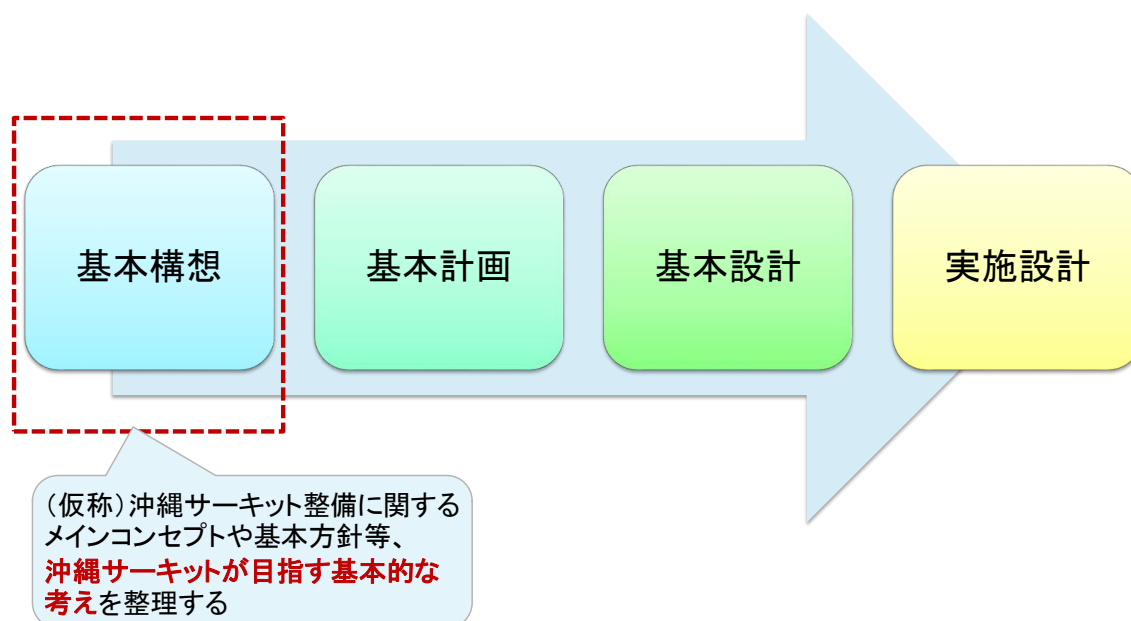 基本構想
基本計画
基本設計
実施設計
（仮称）沖縄サーキット整備に関する
メインコンセプトや基本方針等、
沖縄サーキットが目指す基本的な
考えを整理する